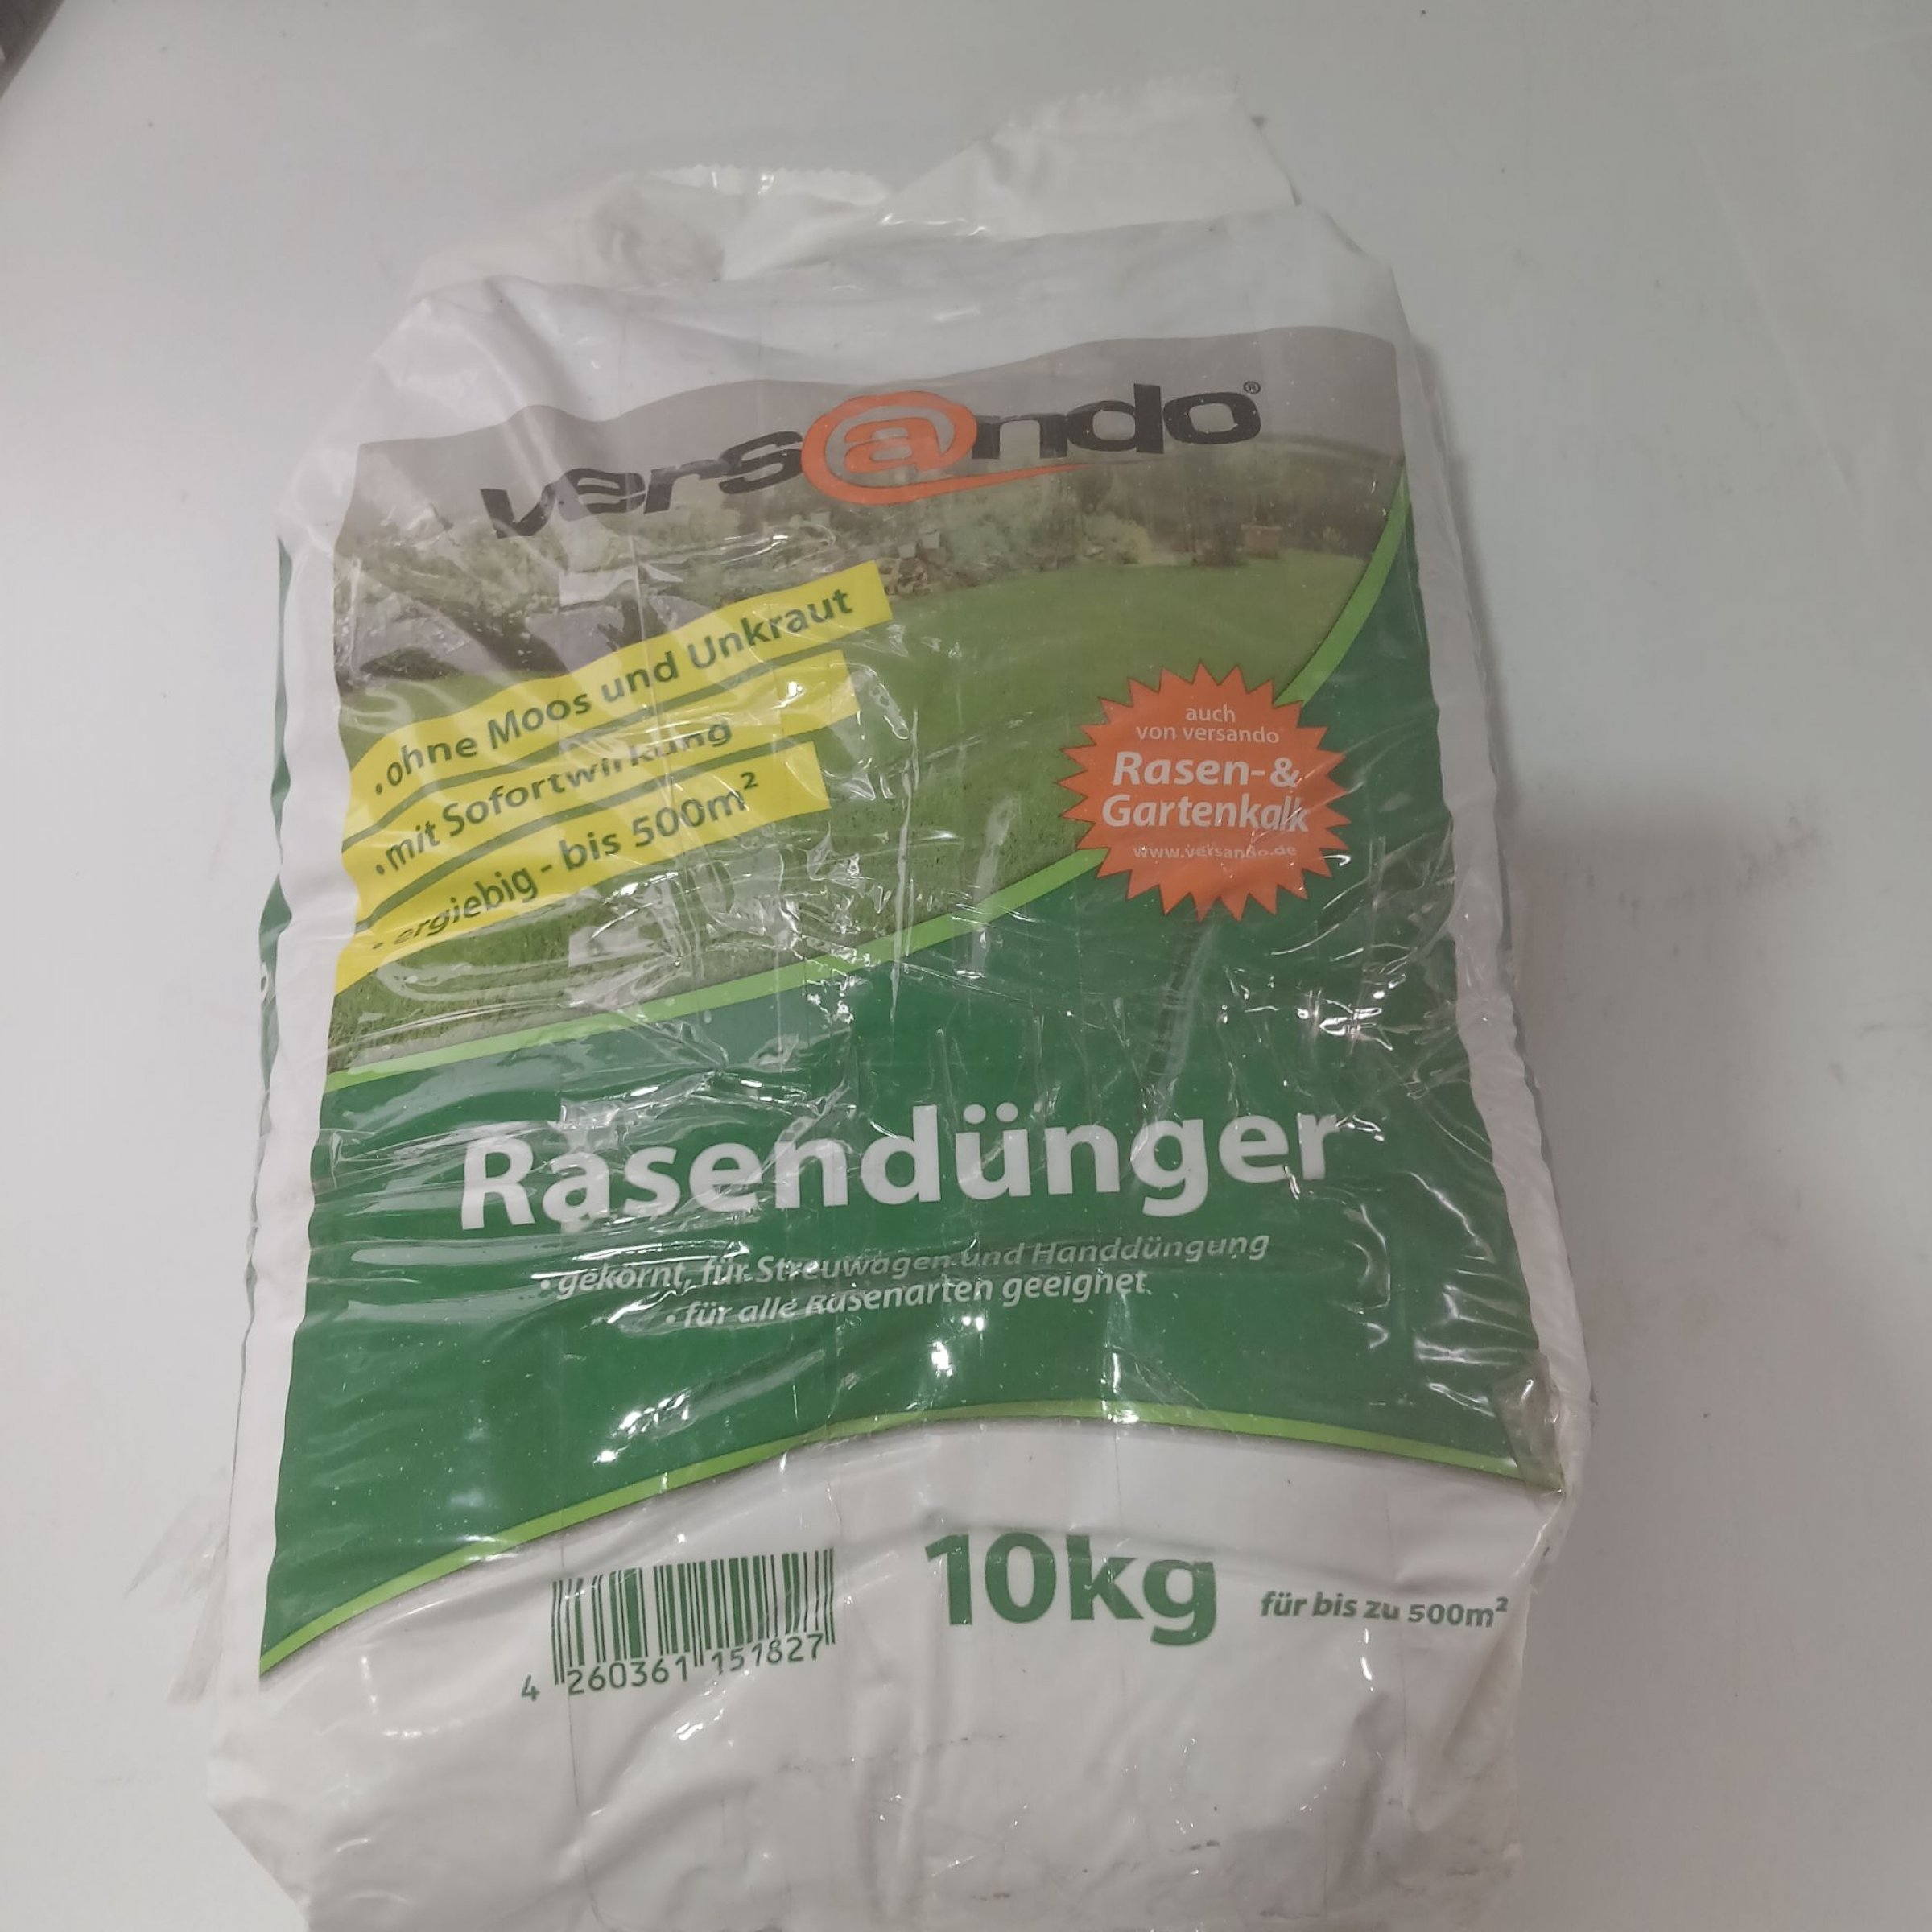 vers@ndo®
• ohne Moos und Unkraut
• mit Sofortwirkung
- ergiebig - bis 500m²
auch
von versando
Rasen-&
Gartenkalk
www.versando.de
Rasendünger
• gekörnt, für Streuwagen und Handdüngung
• für alle Rasenarten geeignet
10kg
für bis zu 500m²
4 260361 151827